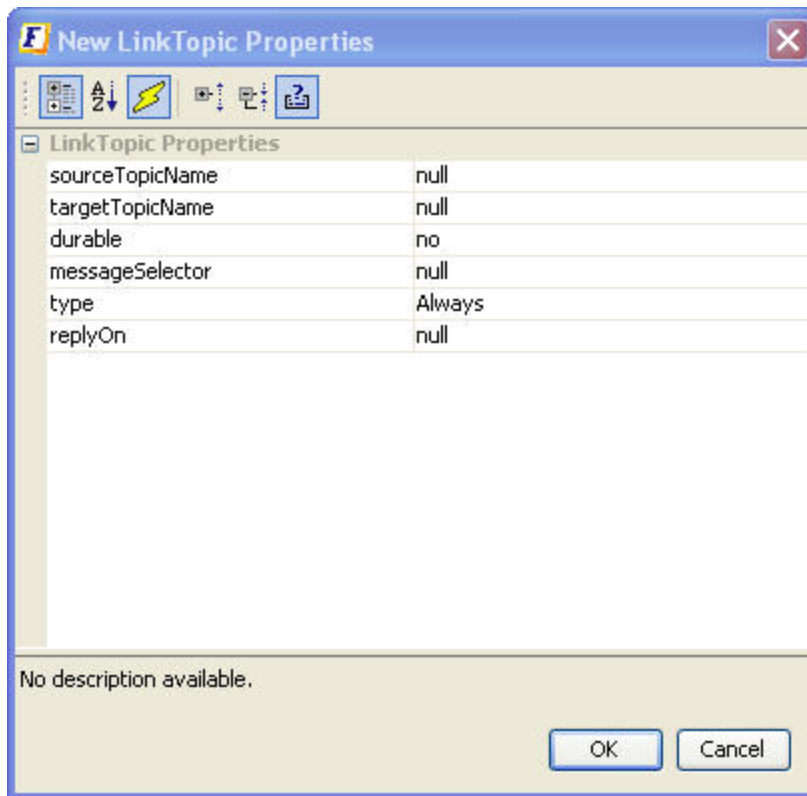 New LinkTopic Properties
LinkTopic Properties
sourceTopicName null
targetTopicName null
durable no
messageSelector null
type Always
replyOn null
No description available.
OK Cancel